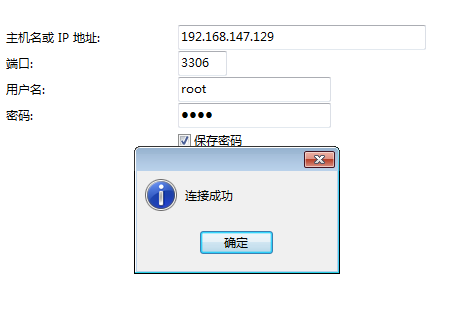 主机名或 IP 地址: 192.168.147.129
端口: 3306
用户名: root
密码: ●●●●
保存密码
连接成功
确定